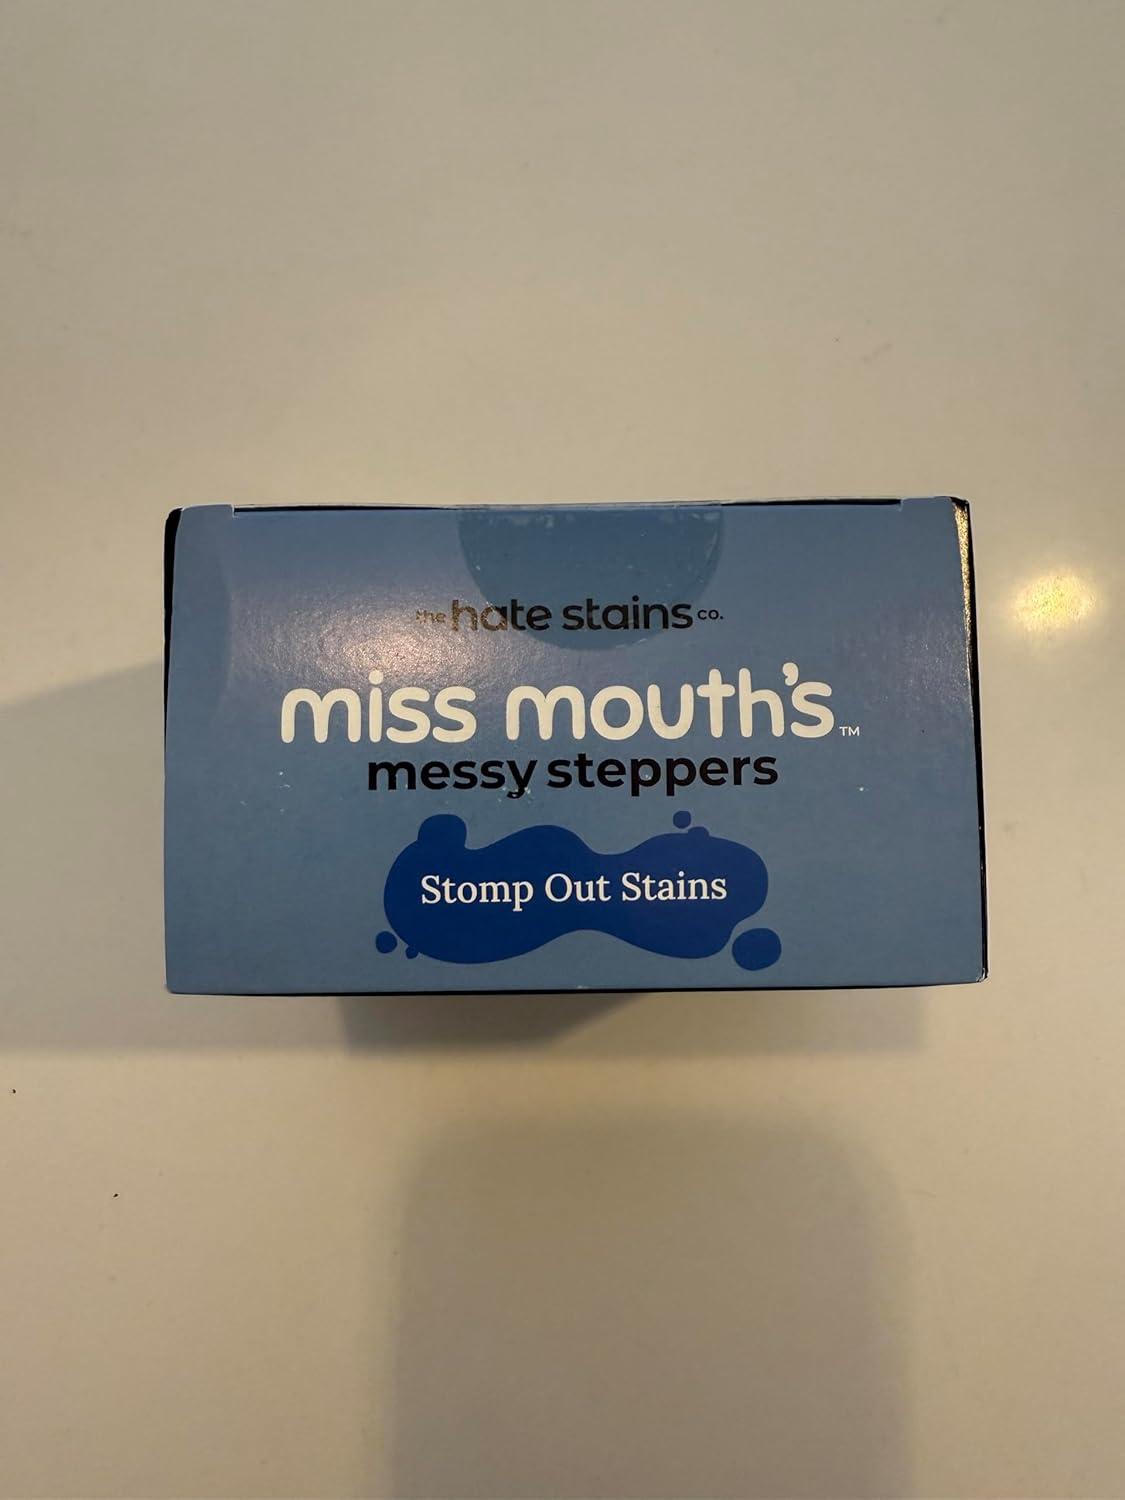 the hate stains co.
miss mouth's™
messy steppers
Stomp Out Stains